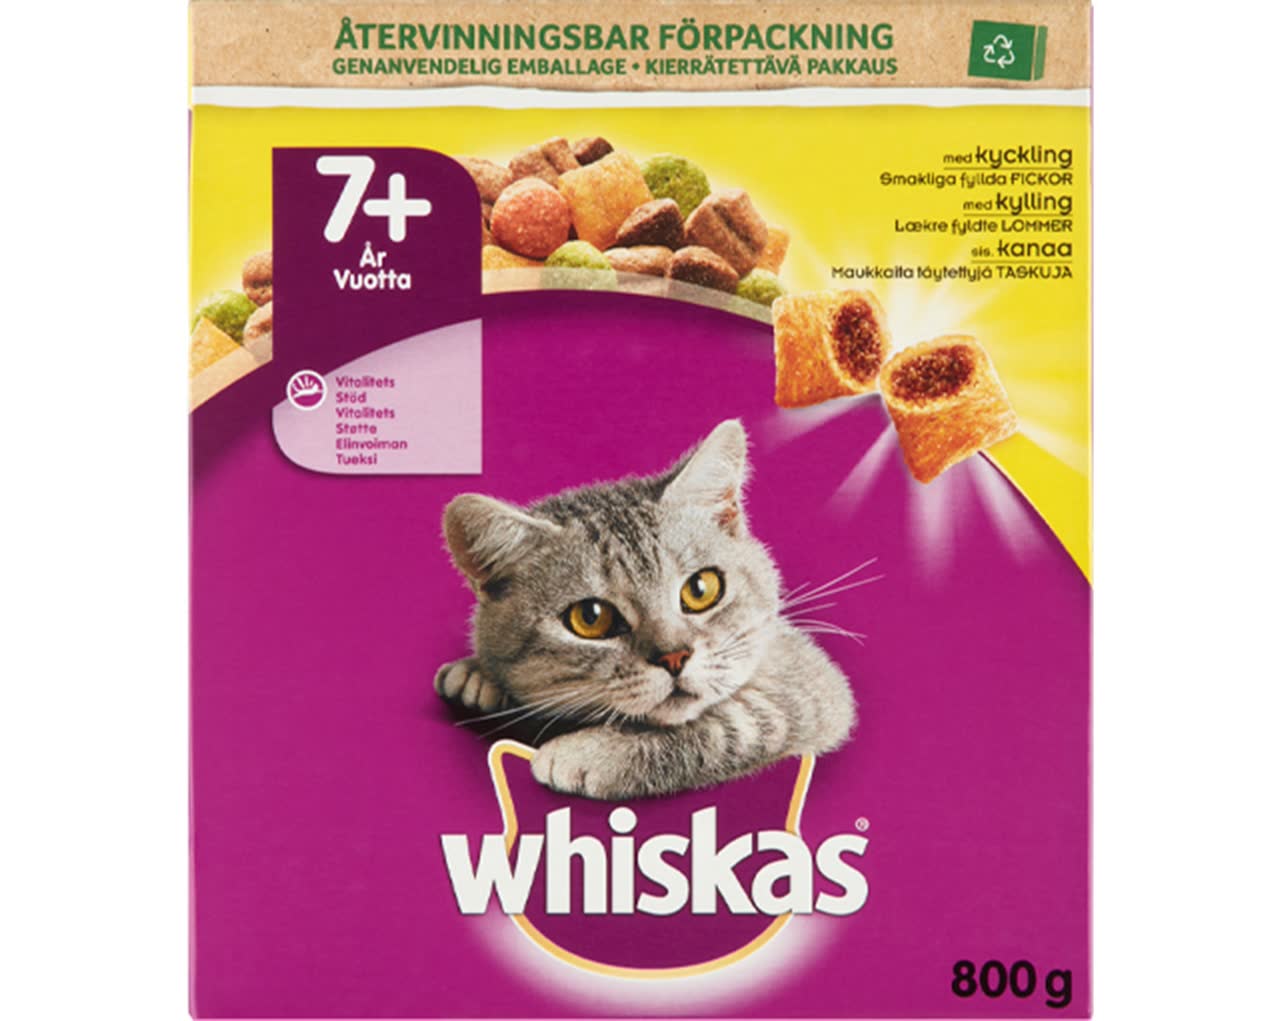 ÅTERVINNINGSBAR FÖRPACKNING
GENANVENDELIG EMBALLAGE • KIERRÄTETTÄVÄ PAKKAUS
7+
År
Vuotta
med kyckling
Smakliga fyllda FICKOR
med kylling
Lækre fyldte LOMMER
sis. kanaa
Maukkaita täytettyjä TASKUJA
Vitalitets
Stöd
Vitalitets
Støtte
Elinvoiman
Tueksi
whiskas®
800 g